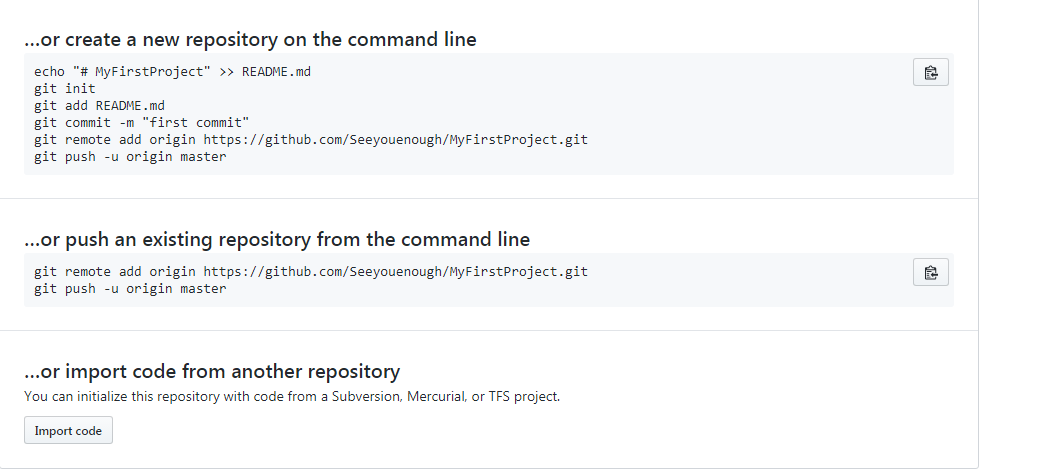 ...or create a new repository on the command line
echo "# MyFirstProject" >> README.md
git init
git add README.md
git commit -m "first commit"
git remote add origin https://github.com/Seeyouenough/MyFirstProject.git
git push -u origin master
...or push an existing repository from the command line
git remote add origin https://github.com/Seeyouenough/MyFirstProject.git
git push -u origin master
...or import code from another repository
You can initialize this repository with code from a Subversion, Mercurial, or TFS project.
Import code